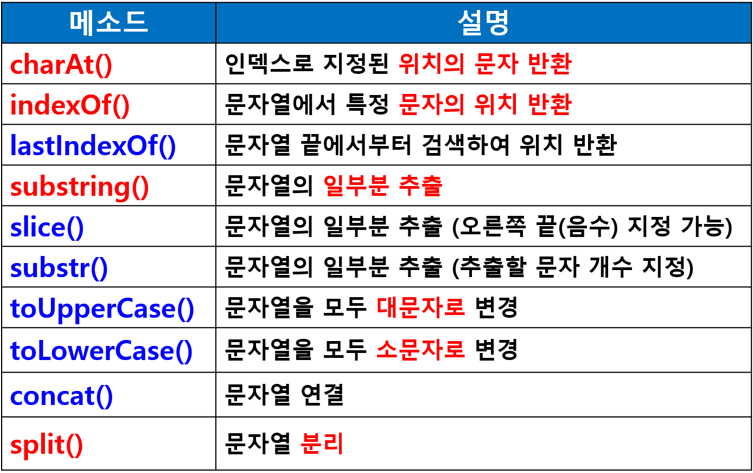 메소드 설명
charAt() 인덱스로 지정된 위치의 문자 반환
indexOf() 문자열에서 특정 문자의 위치 반환
lastIndexOf() 문자열 끝에서부터 검색하여 위치 반환
substring() 문자열의 일부분 추출
slice() 문자열의 일부분 추출 (오른쪽 끝(음수) 지정 가능)
substr() 문자열의 일부분 추출 (추출할 문자 개수 지정)
toUpperCase() 문자열을 모두 대문자로 변경
toLowerCase() 문자열을 모두 소문자로 변경
concat() 문자열 연결
split() 문자열 분리